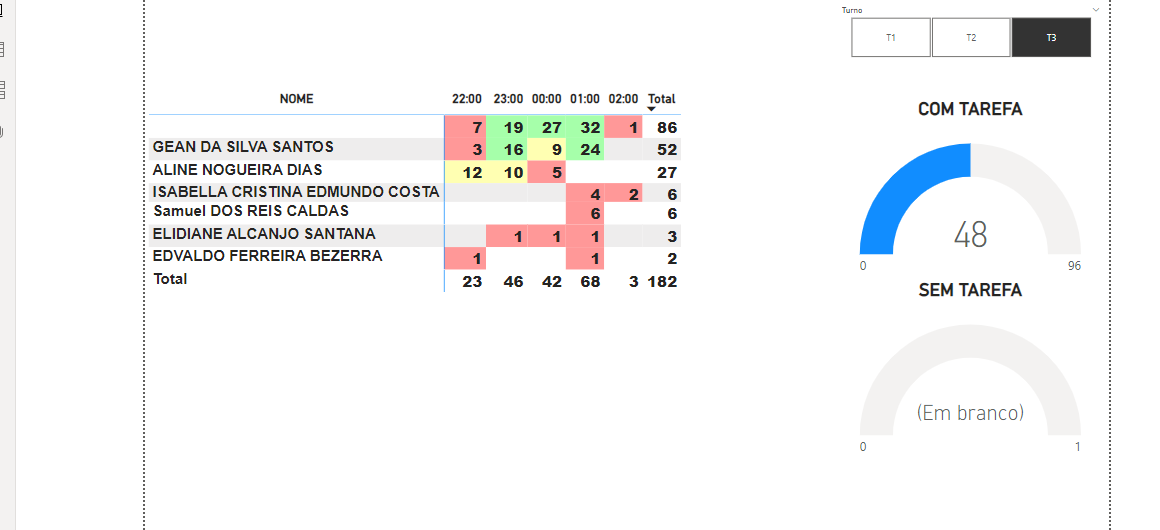 Turno
T1 T2 T3
NOME 22:00 23:00 00:00 01:00 02:00 Total
7 19 27 32 1 86
GEAN DA SILVA SANTOS 3 16 9 24 52
ALINE NOGUEIRA DIAS 12 10 5 27
ISABELLA CRISTINA EDMUNDO COSTA 4 2 6
Samuel DOS REIS CALDAS 6 6
ELIDIANE ALCANJO SANTANA 1 1 1 3
EDVALDO FERREIRA BEZERRA 1 1 2
Total 23 46 42 68 3 182
COM TAREFA
48
0 96
SEM TAREFA
(Em branco)
0 1